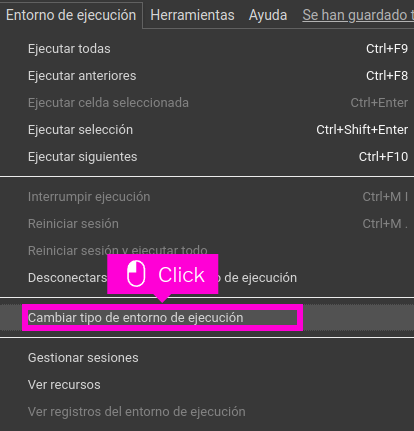 Entorno de ejecución Herramientas Ayuda Se han guardado
Ejecutar todas Ctrl+F9
Ejecutar anteriores Ctrl+F8
Ejecutar celda seleccionada Ctrl+Enter
Ejecutar selección Ctrl+Shift+Enter
Ejecutar siguientes Ctrl+F10
Interrumpir ejecución Ctrl+M I
Reiniciar sesión Ctrl+M .
Reiniciar sesión y ejecutar todo
Click
de ejecución
Cambiar tipo de entorno de ejecución
Gestionar sesiones
Ver recursos
Ver registros del entorno de ejecución